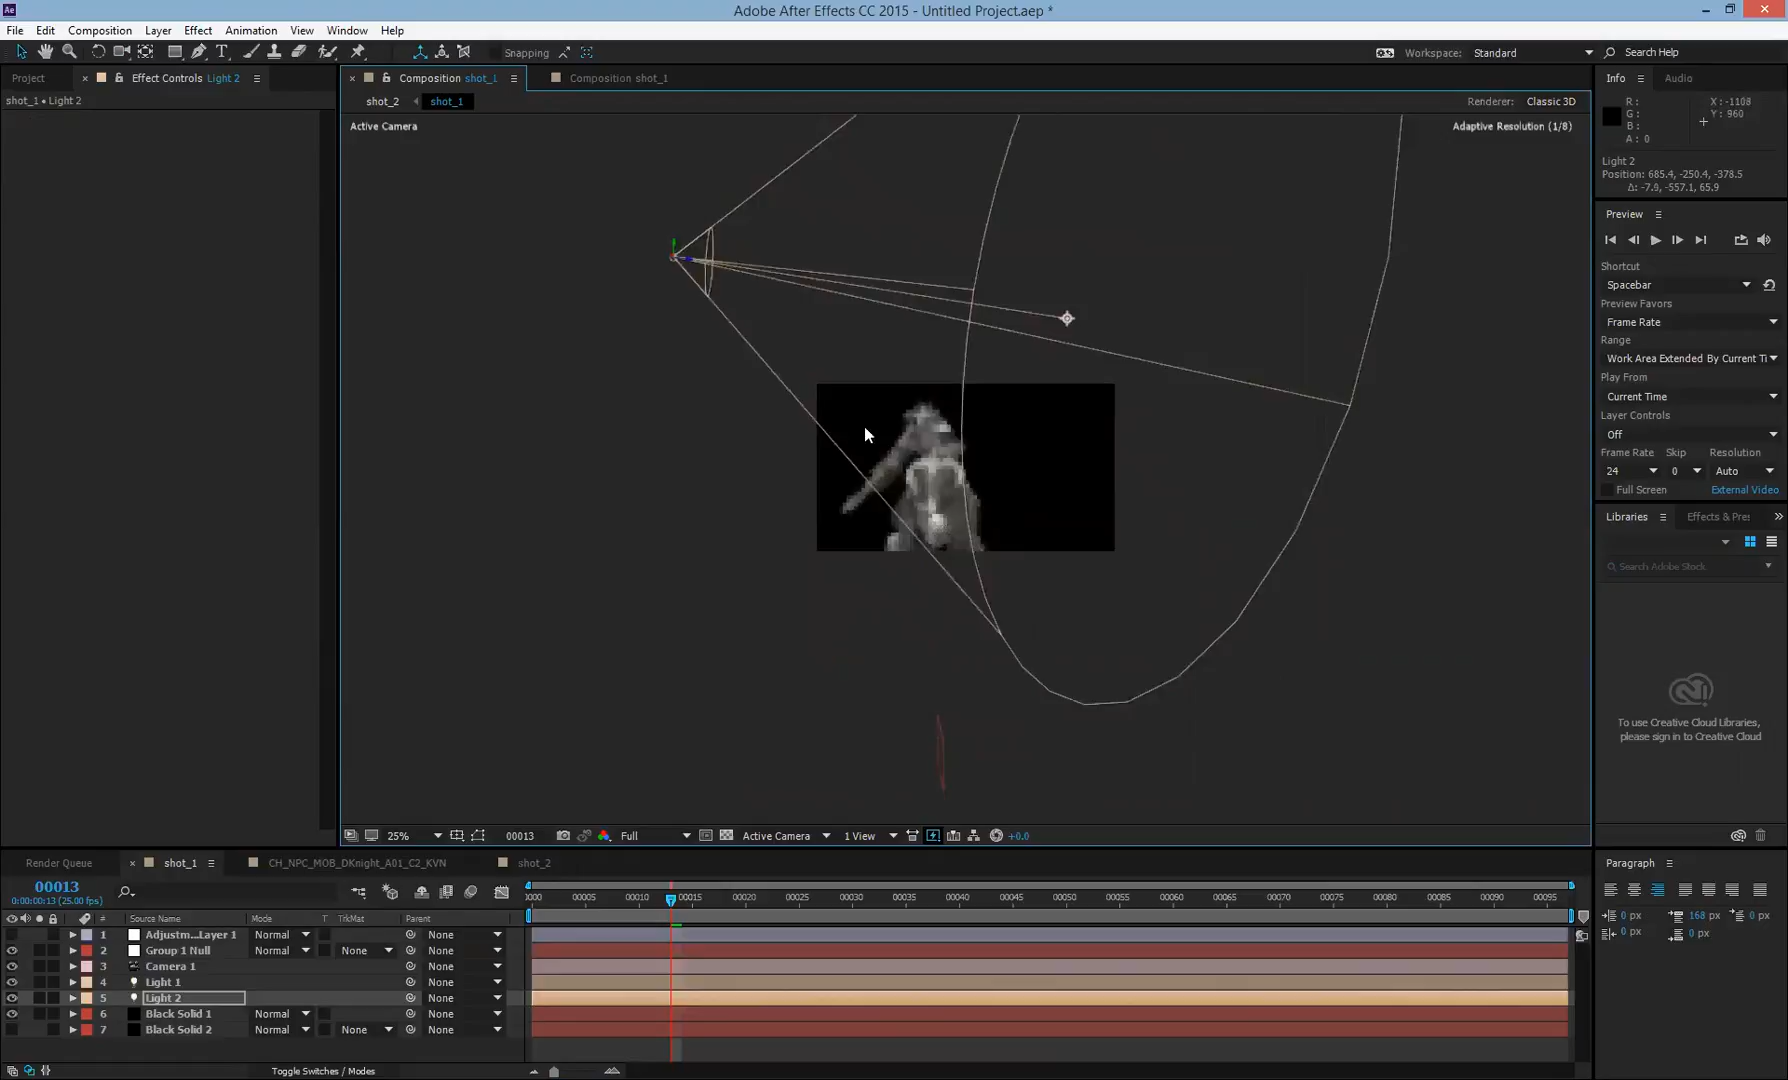 Ae
Adobe After Effects CC 2015 - Untitled Project.aep *
File Edit Composition Layer Effect Animation View Window Help
Snapping
Workspace: Standard
Search Help
Project
Effect Controls Light 2
Composition shot_1
Composition shot_1
Info
Audio
shot_1 • Light 2
shot_2
shot_1
Renderer: Classic 3D
Active Camera
Adaptive Resolution (1/8)
R :
G :
B :
A : 0
X : -1108
Y : 960
Light 2
Position: 685.4, -250.4, -378.5
Δ: -7.9, -557.1, 65.9
Preview
Shortcut
Spacebar
Preview Favors
Frame Rate
Range
Work Area Extended By Current Ti
Play From
Current Time
Layer Controls
Off
Frame Rate Skip Resolution
24 0 Auto
Full Screen External Video
Libraries
Effects & Pre
Search Adobe Stock
To use Creative Cloud Libraries,
please sign in to Creative Cloud
25%
00013
Full
Active Camera
1 View
+0.0
Render Queue
shot_1
CH_NPC_MOB_DKnight_A01_C2_KVN
shot_2
Paragraph
00013
0:00:00:13 (25.00 fps)
0000 00005 00010 00015 00020 00025 00030 00035 00040 00045 00050 00055 00060 00065 00070 00075 00080 00085 00090 00095
# Source Name Mode T TrkMat Parent
1 Adjustm...Layer 1 Normal None
2 Group 1 Null Normal None None
3 Camera 1 None
4 Light 1 None
5 Light 2 None
6 Black Solid 1 Normal None
7 Black Solid 2 Normal None None
0 px 168 px 0 px
0 px 0 px
Toggle Switches / Modes